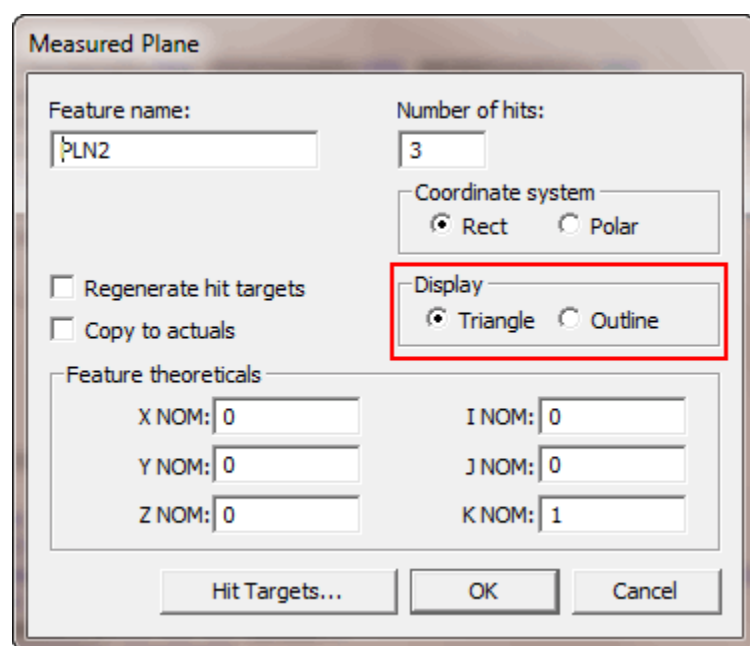 Measured Plane
Feature name:
Number of hits:
PLN2
3
Coordinate system
Rect
Polar
Regenerate hit targets
Copy to actuals
Display
Triangle
Outline
Feature theoreticals
X NOM: 0
I NOM: 0
Y NOM: 0
J NOM: 0
Z NOM: 0
K NOM: 1
Hit Targets...
OK
Cancel